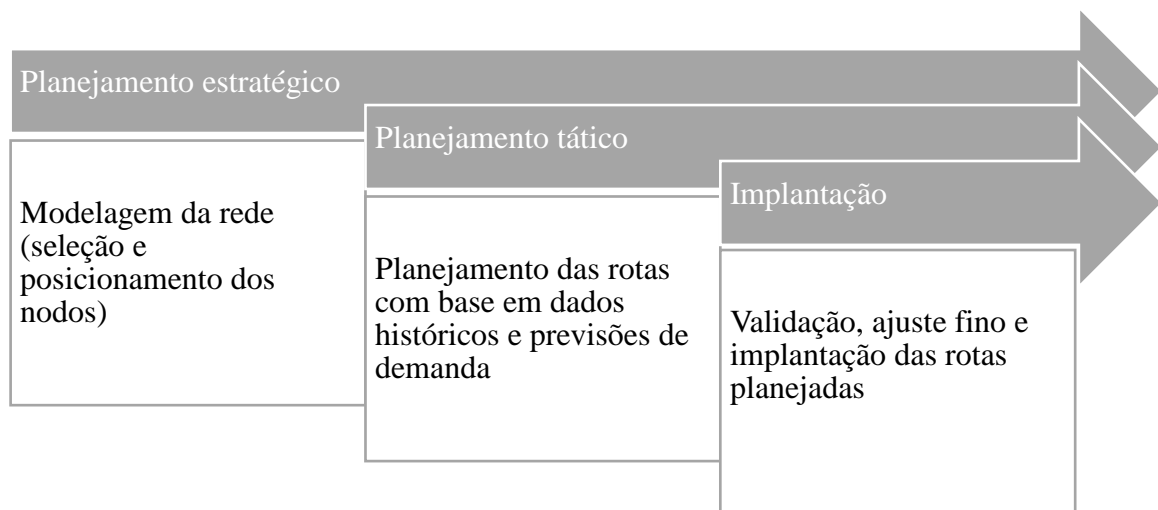 Planejamento estratégico
Modelagem da rede
(seleção e
posicionamento dos
nodos)
Planejamento tático
Planejamento das rotas
com base em dados
históricos e previsões de
demanda
Implantação
Validação, ajuste fino e
implantação das rotas
planejadas